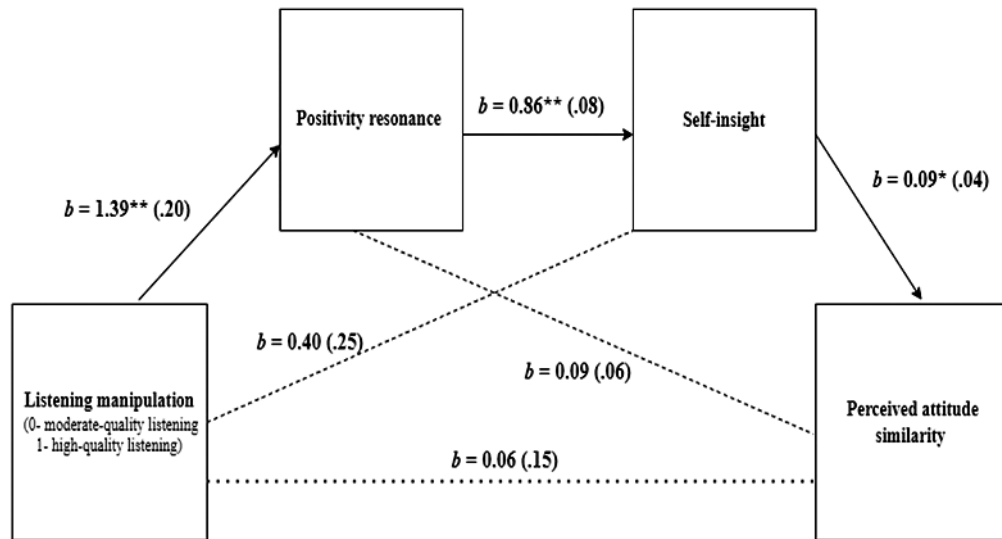 Positivity resonance
b = 0.86** (.08)
Self-insight
b = 1.39** (.20)
b = 0.09* (.04)
b = 0.40 (.25)
b = 0.09 (.06)
Listening manipulation
(0- moderate-quality listening
1- high-quality listening)
Perceived attitude
similarity
b = 0.06 (.15)